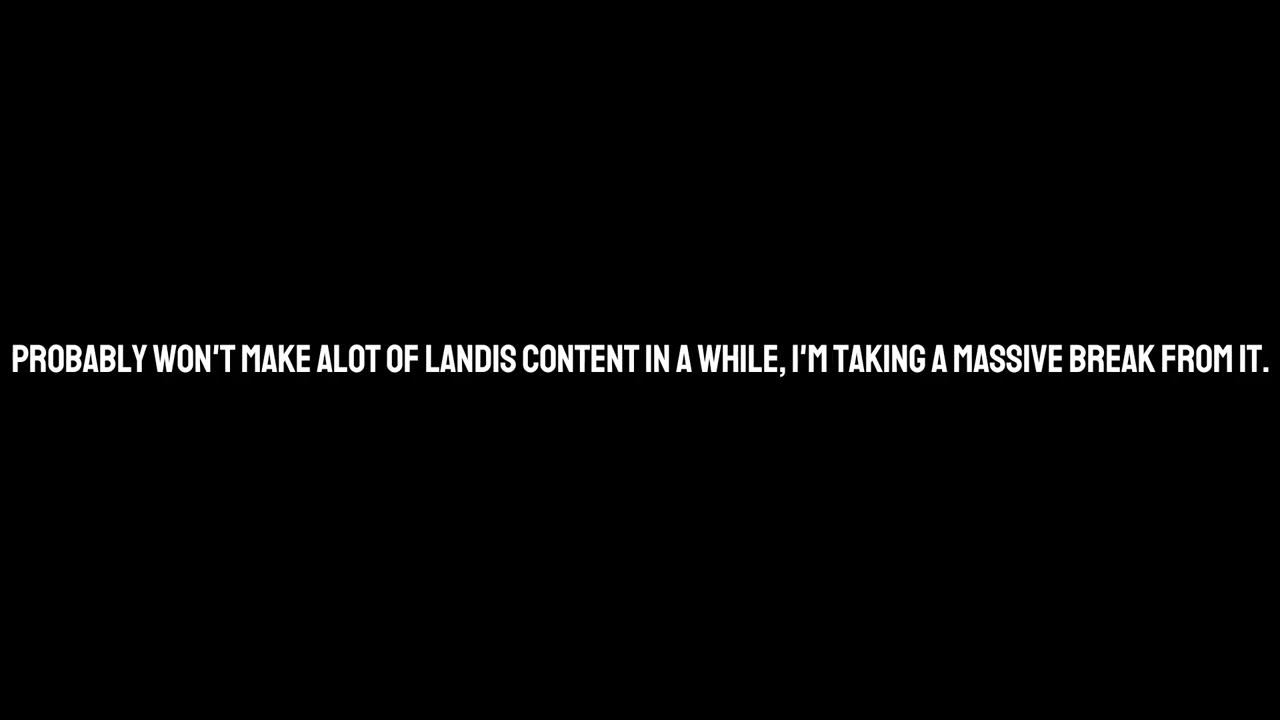 PROBABLY WON'T MAKE ALOT OF LANDIS CONTENT IN A WHILE, I'M TAKING A MASSIVE BREAK FROM IT.